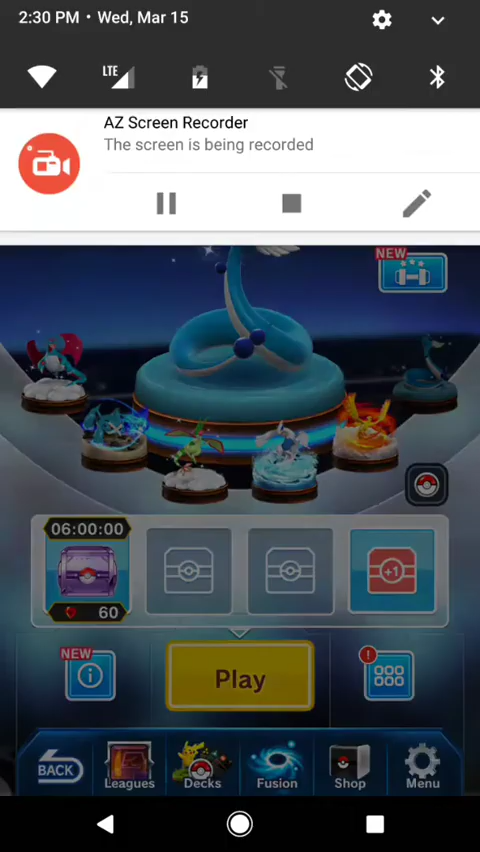 2:30 PM • Wed, Mar 15
LTE
AZ Screen Recorder
The screen is being recorded
NEW
06:00:00
+1
60
NEW
Play
!
BACK
Leagues
Decks
Fusion
Shop
Menu